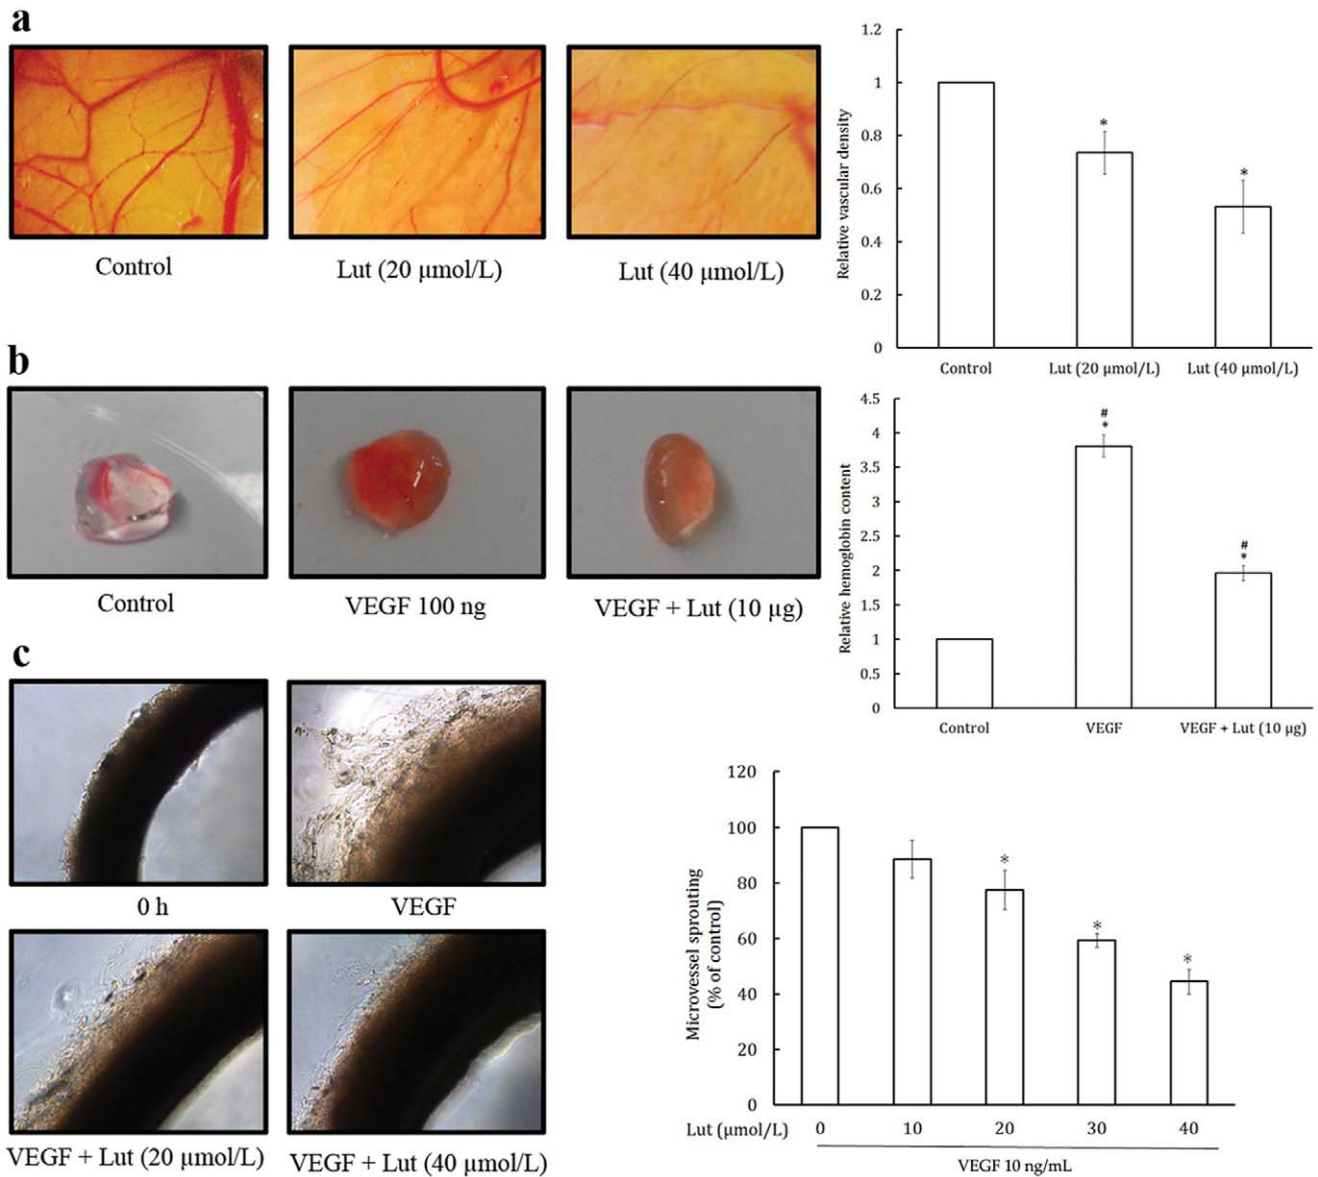 a
Control
Lut (20 μmol/L)
Lut (40 μmol/L)
1.2
1
0.8
0.6
0.4
0.2
0
Relative vascular density
*
*
Control
Lut (20 μmol/L)
Lut (40 μmol/L)
b
Control
VEGF 100 ng
VEGF + Lut (10 μg)
4.5
4
3.5
3
2.5
2
1.5
1
0.5
0
Relative hemoglobin content
#
*
#
*
Control
VEGF
VEGF + Lut (10 μg)
c
0 h
VEGF
VEGF + Lut (20 μmol/L)
VEGF + Lut (40 μmol/L)
120
100
80
60
40
20
0
Microvessel sprouting
(% of control)
*
*
*
Lut (μmol/L) 0 10 20 30 40
VEGF 10 ng/mL